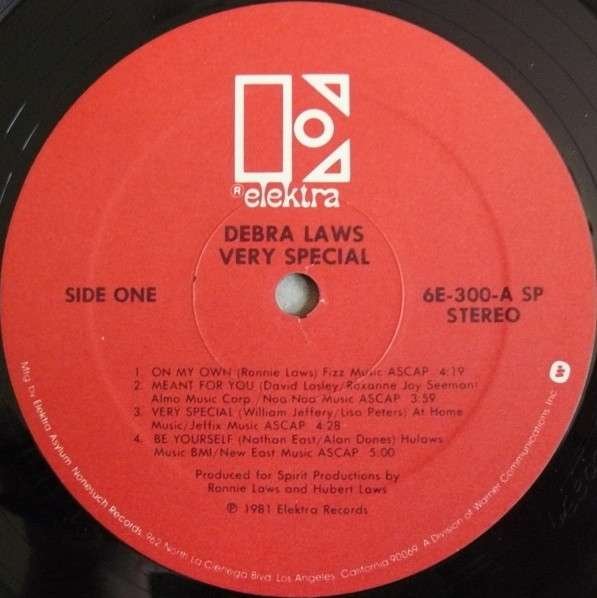 ® elektra
DEBRA LAWS
VERY SPECIAL
SIDE ONE
6E-300-A SP
STEREO
1. ON MY OWN (Ronnie Laws) Fizz Music ASCAP 4:19
2. MEANT FOR YOU (David Lasley/Roxanne Joy Seeman)
Almo Music Corp./Noa Noa Music ASCAP 3:59
3. VERY SPECIAL (William Jeffery/Lisa Peters) At Home
Music/Jeffix Music ASCAP 4:28
4. BE YOURSELF (Nathan East/Alan Dones) Hulaws
Music BMI/New East Music ASCAP 5:00
Produced for Spirit Productions by
Ronnie Laws and Hubert Laws
℗ 1981 Elektra Records
Mfg. by Elektra/Asylum/Nonesuch Records, 962 North La Cienega Blvd. Los Angeles, California 90069. A Division of Warner Communications Inc.